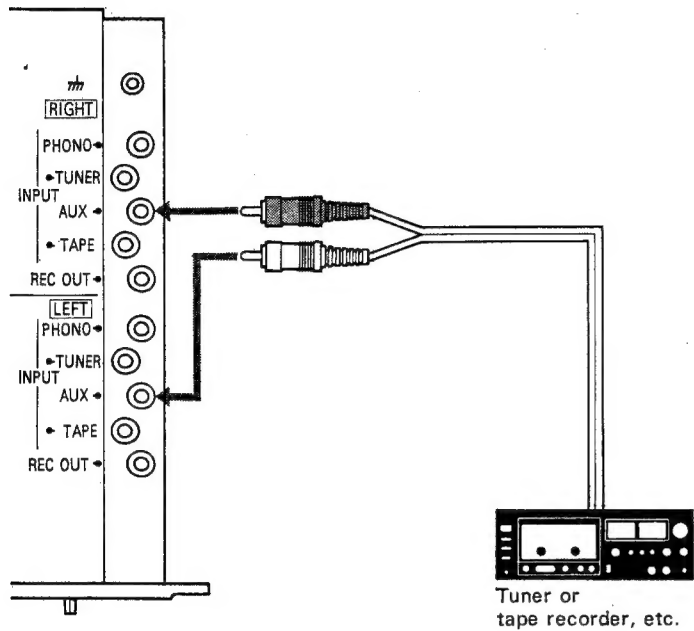 RIGHT
PHONO
TUNER
INPUT
AUX
TAPE
REC OUT
LEFT
PHONO
TUNER
INPUT
AUX
TAPE
REC OUT
Tuner or
tape recorder, etc.